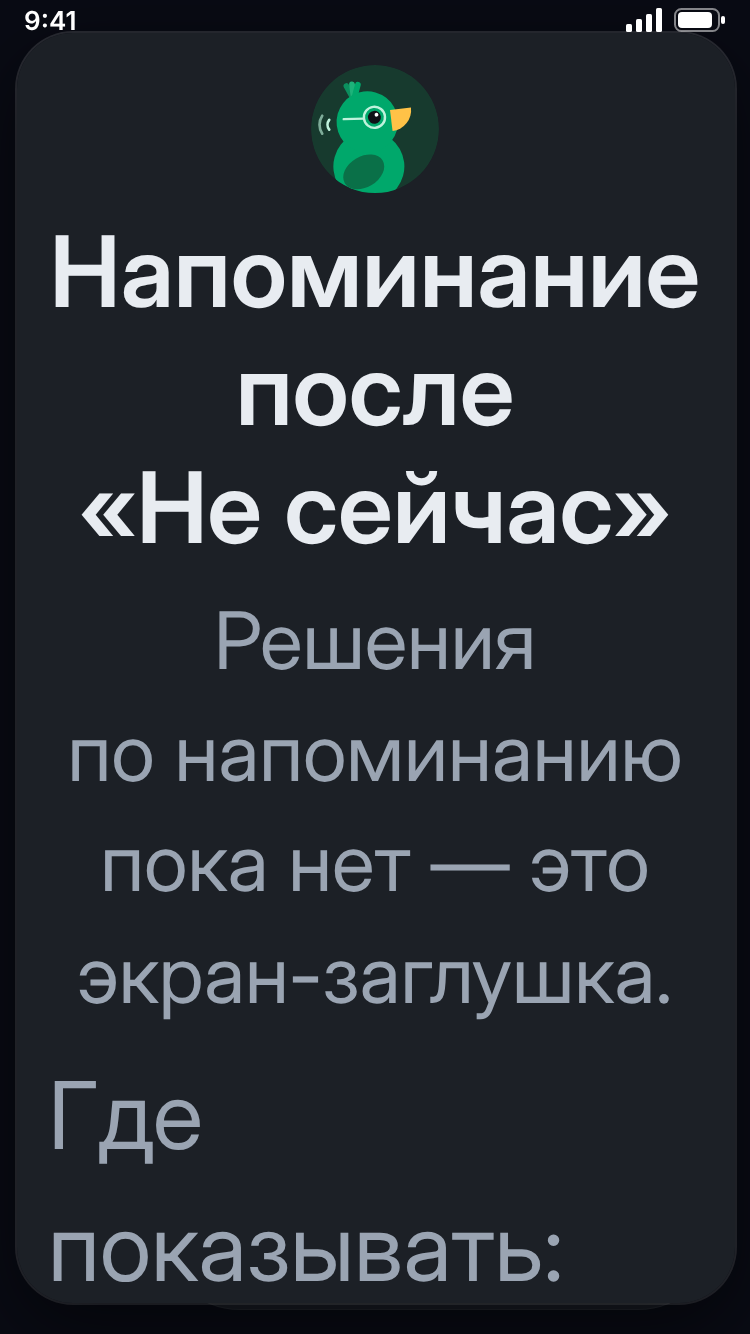 9:41
Напоминание
после
«Не сейчас»
Решения
по напоминанию
пока нет — это
экран-заглушка.
Где
показывать: